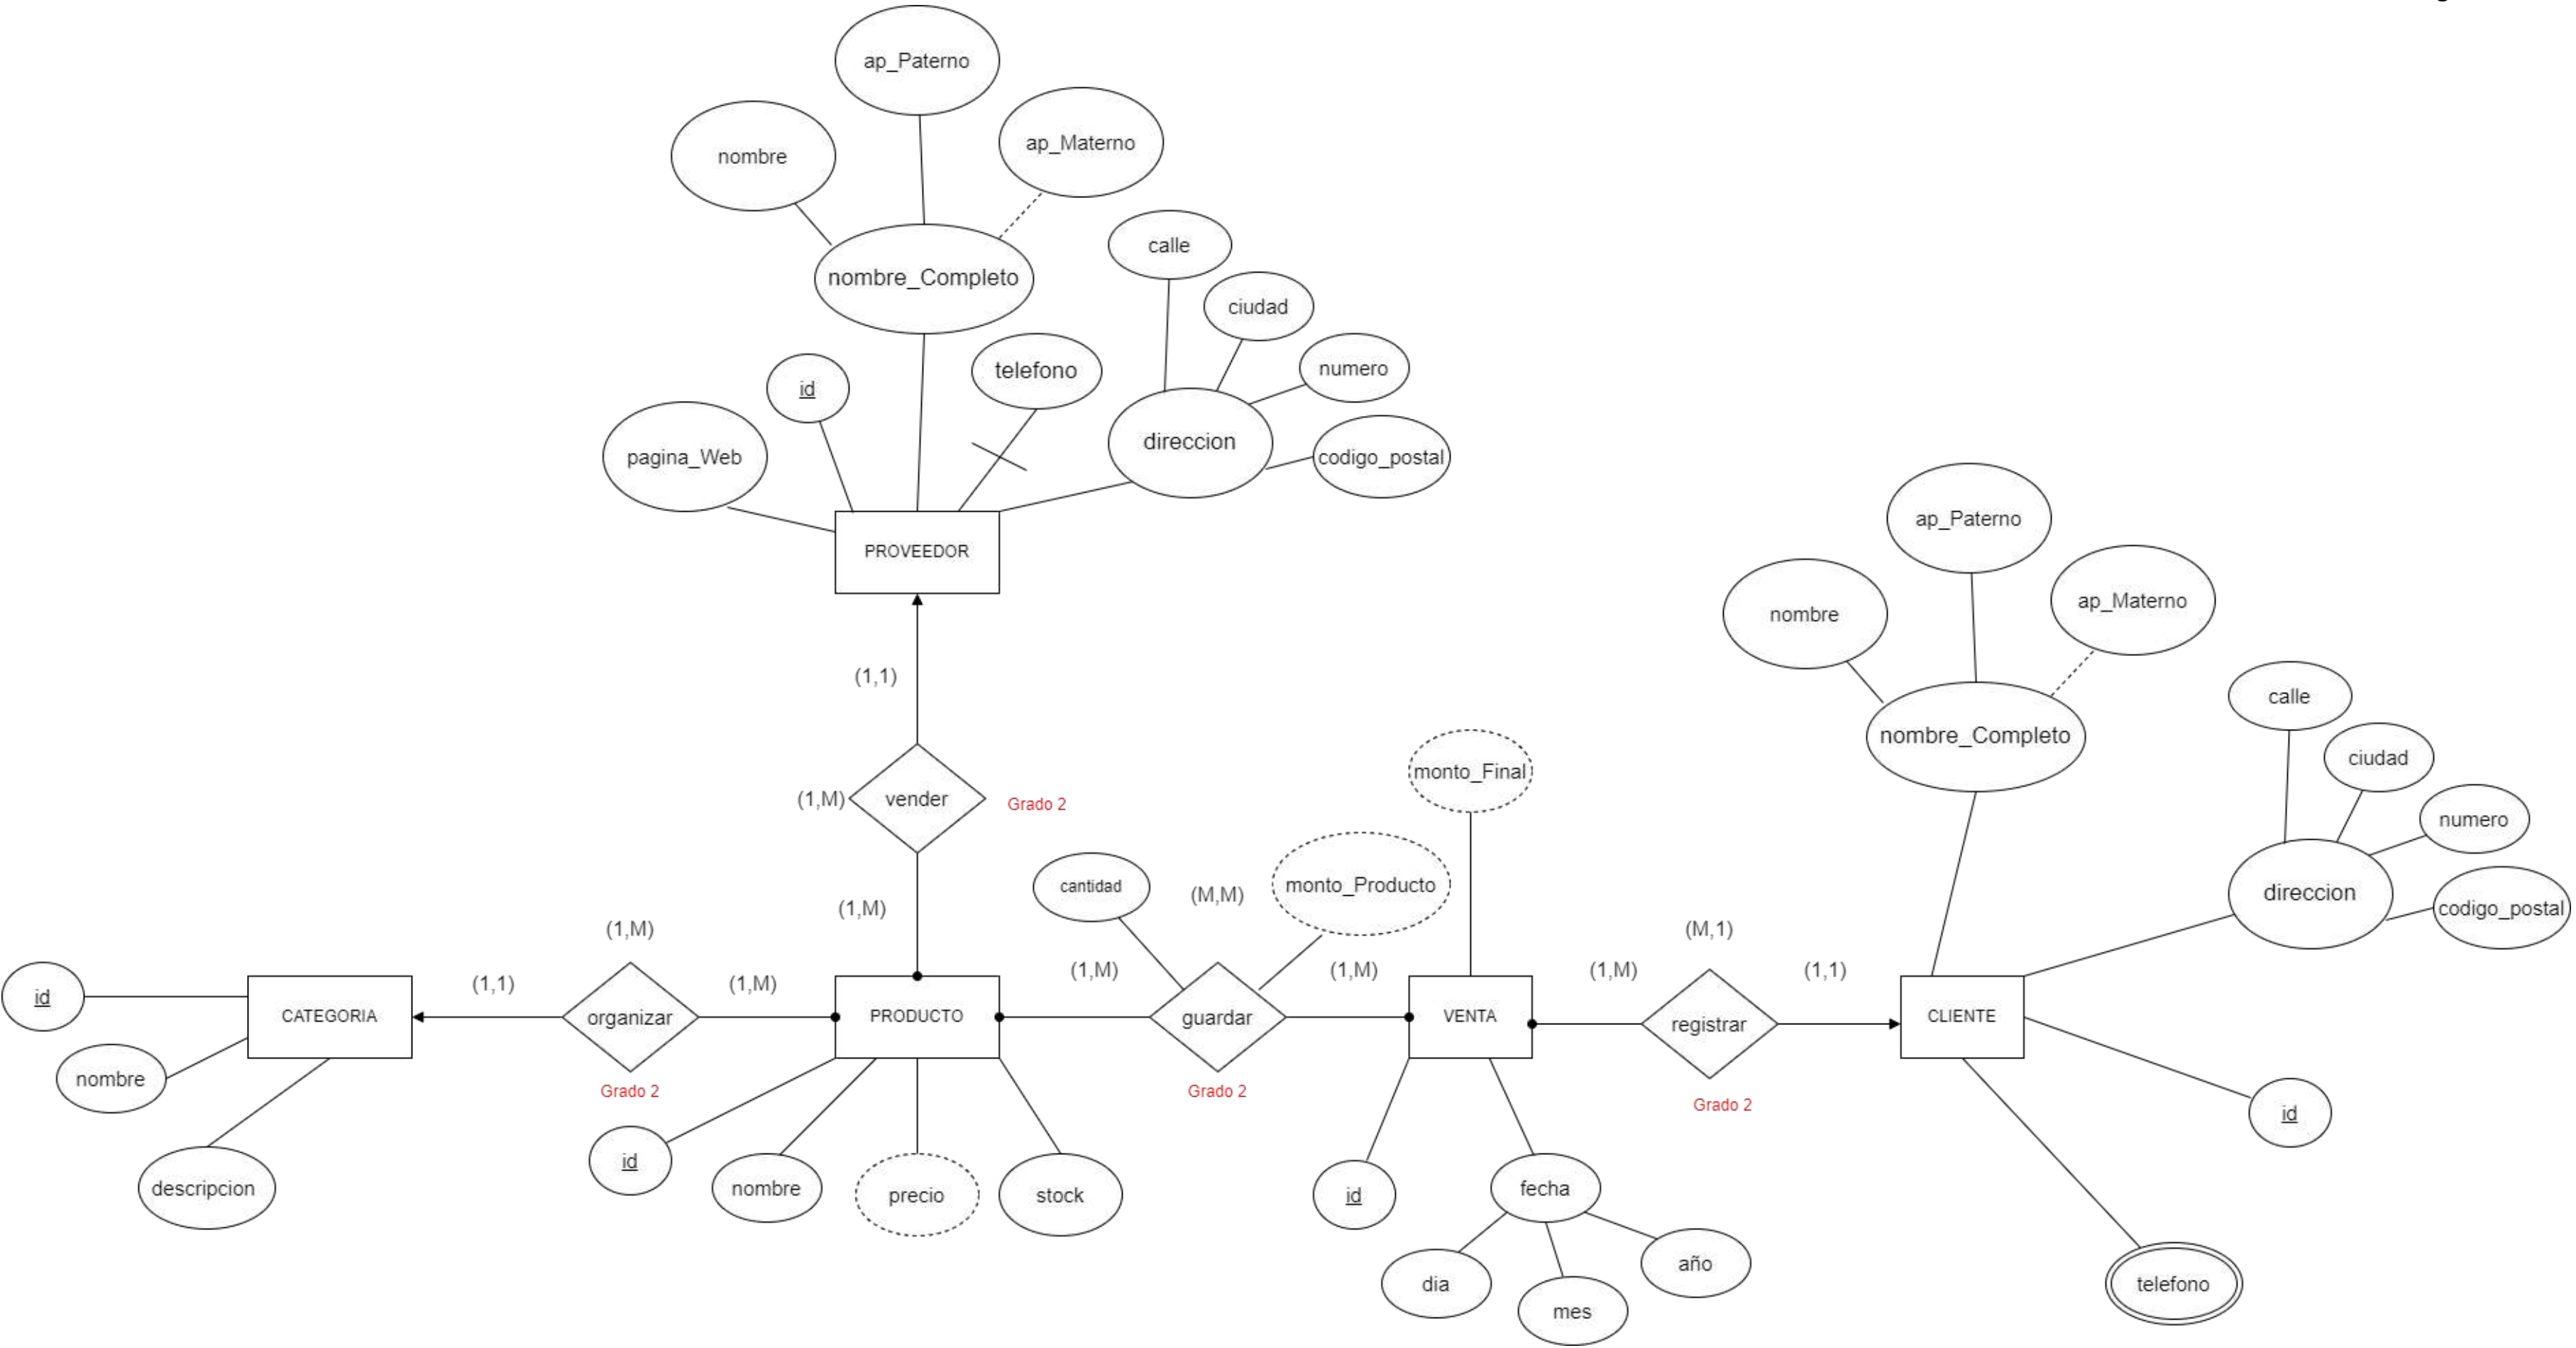 g
ap_Paterno
nombre
ap_Materno
nombre_Completo
calle
ciudad
numero
codigo_postal
direccion
telefono
id
pagina_Web
PROVEEDOR
(1,1)
(1,M)
vender
Grado 2
(1,M)
id
nombre
descripcion
CATEGORIA
(1,1)
(1,M)
organizar
Grado 2
(1,M)
PRODUCTO
id
nombre
precio
stock
cantidad
(M,M)
monto_Producto
(1,M)
guardar
Grado 2
(1,M)
monto_Final
VENTA
id
fecha
dia
mes
año
(1,M)
(M,1)
registrar
Grado 2
(1,1)
CLIENTE
ap_Paterno
nombre
ap_Materno
nombre_Completo
calle
ciudad
numero
codigo_postal
direccion
id
telefono